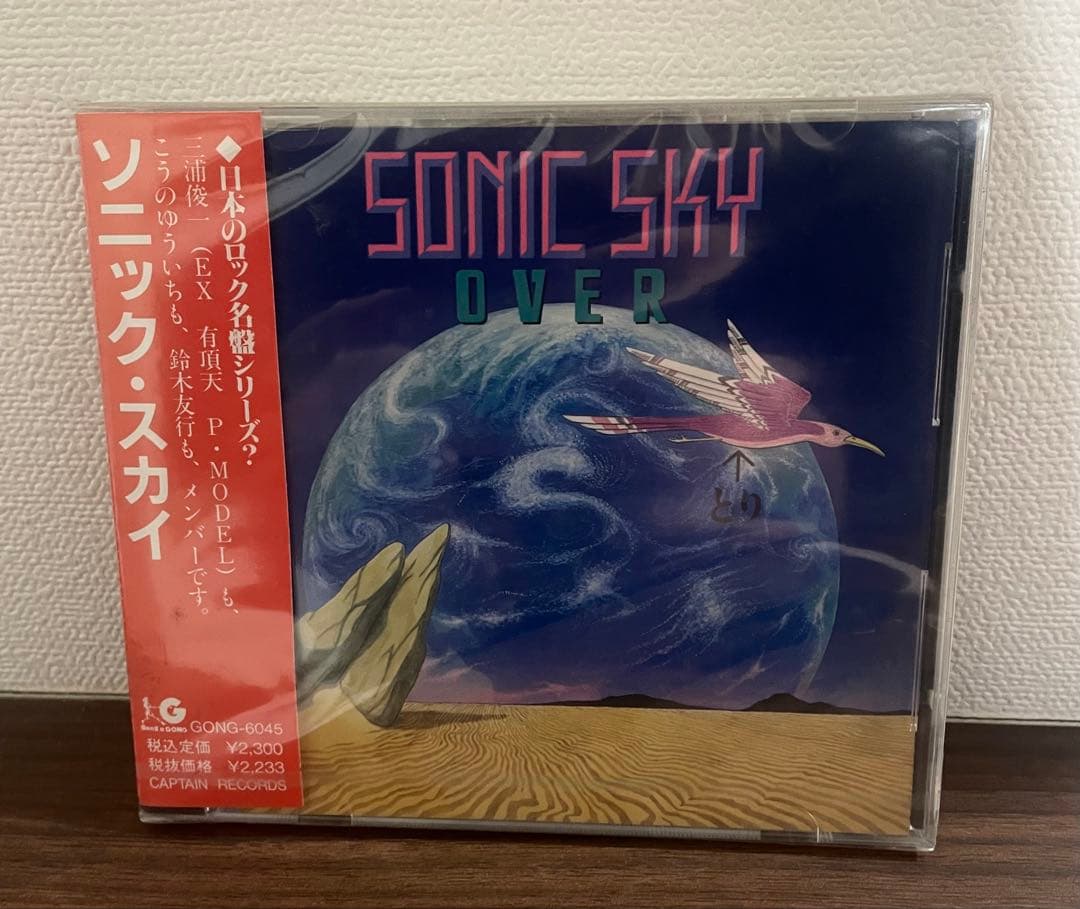 ◆日本のロック名盤シリーズ?
三浦俊一(EX 有頂天 P・MODEL)も、
こうのゆういちも、鈴木友行も、メンバーです。
ソニック・スカイ
G
GONG-6045
税込定価 ¥2,300
税抜価格 ¥2,233
CAPTAIN RECORDS
SONIC SKY
OVER
↑
とり